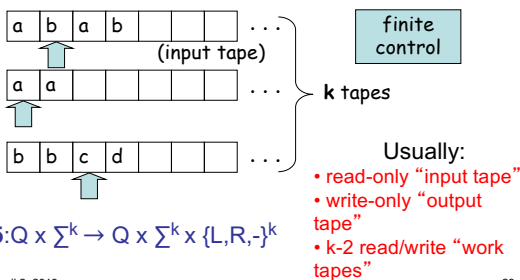 a b a b . . .
finite
control
(input tape)
a a . . .
k tapes
b b c d . . .
Usually:
• read-only “input tape”
• write-only “output
tape”
• k-2 read/write “work
tapes”
:Q x ∑k → Q x ∑k x {L,R,-}k